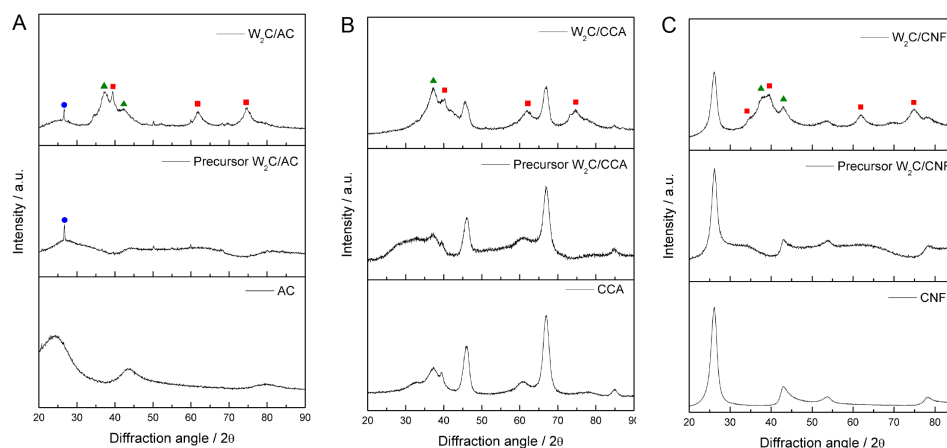 A
W₂C/AC
Precursor W₂C/AC
AC
Intensity / a.u.
20 30 40 50 60 70 80 90
Diffraction angle / 2θ
B
W₂C/CCA
Precursor W₂C/CCA
CCA
Intensity / a.u.
20 30 40 50 60 70 80 90
Diffraction angle / 2θ
C
W₂C/CNF
Precursor W₂C/CNF
CNF
Intensity / a.u.
20 30 40 50 60 70 80
Diffraction angle / 2θ